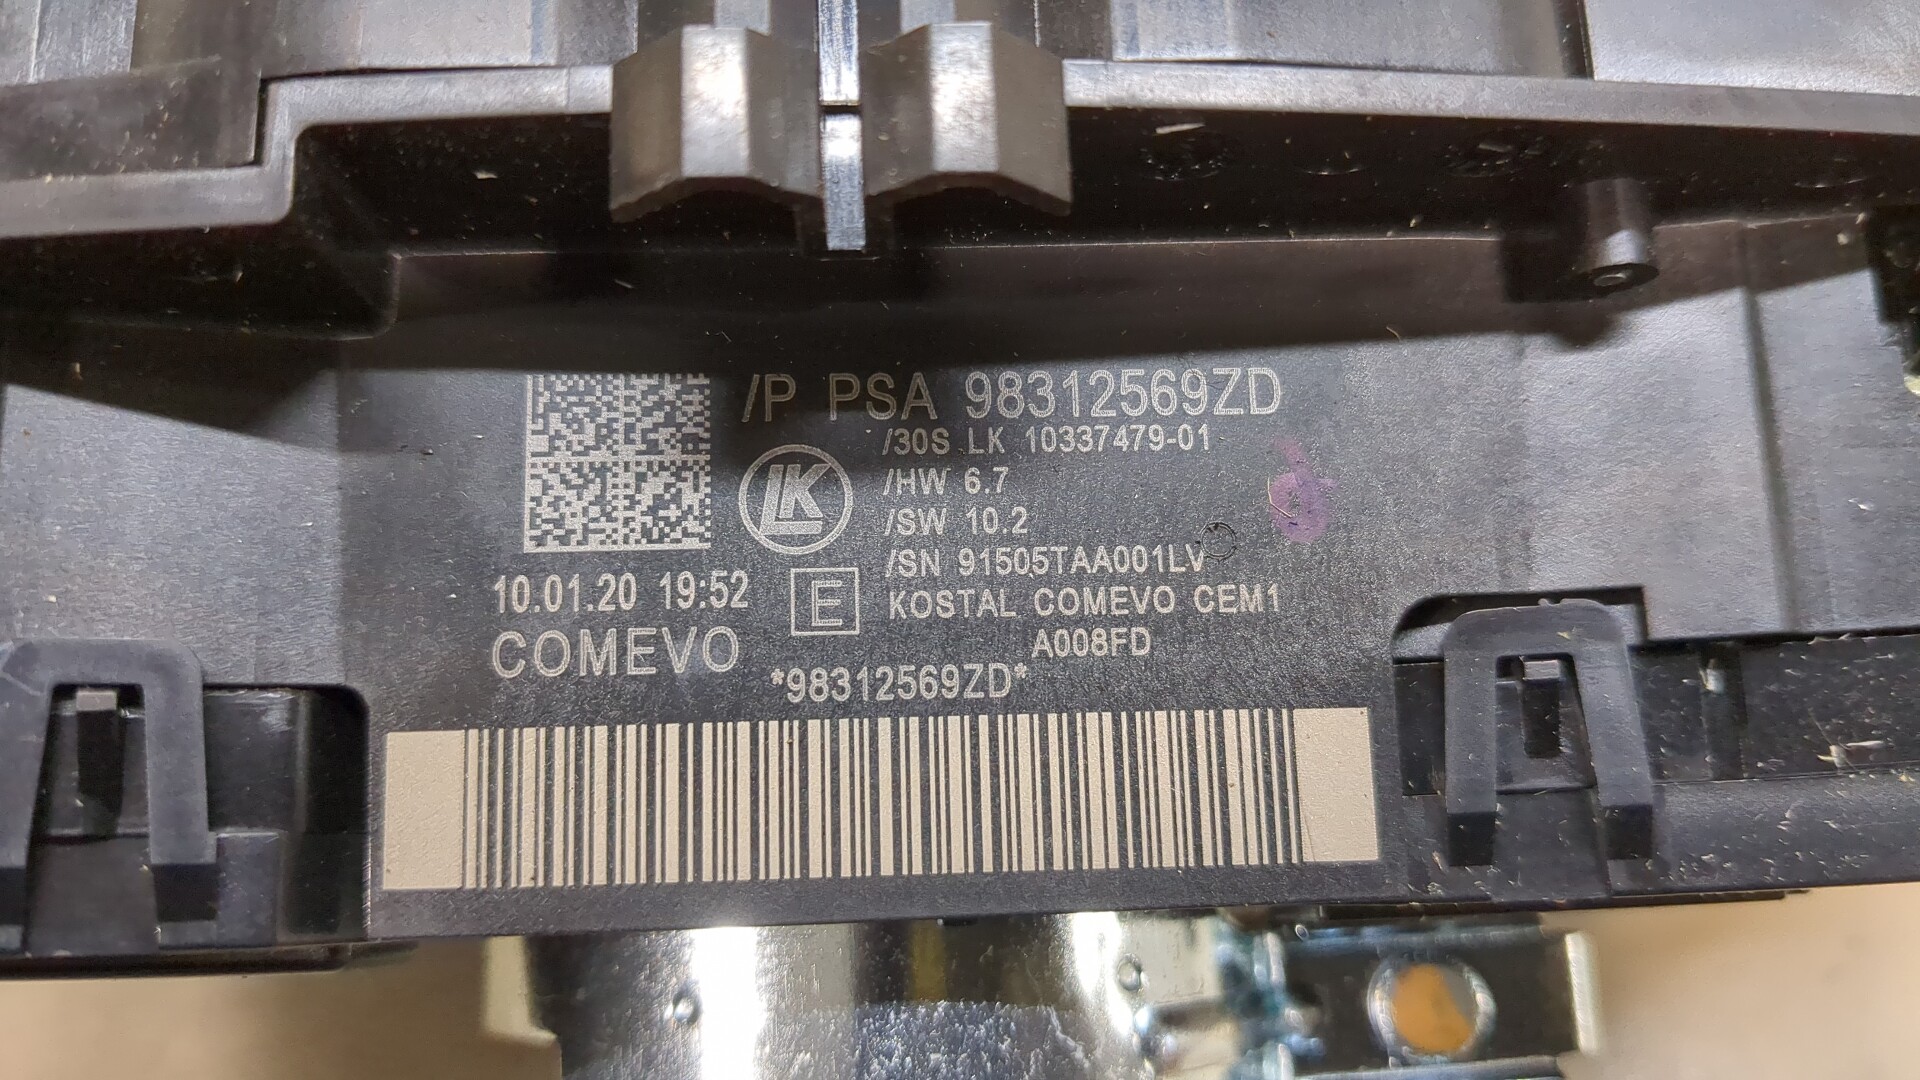 /P PSA 98312569ZD
/30S LK 10337479-01
LK
/HW 6.7
/SW 10.2
/SN 91505TAA001LV
10.01.20 19:52
E
KOSTAL COMEVO CEM1
COMEVO
A008FD
*98312569ZD*